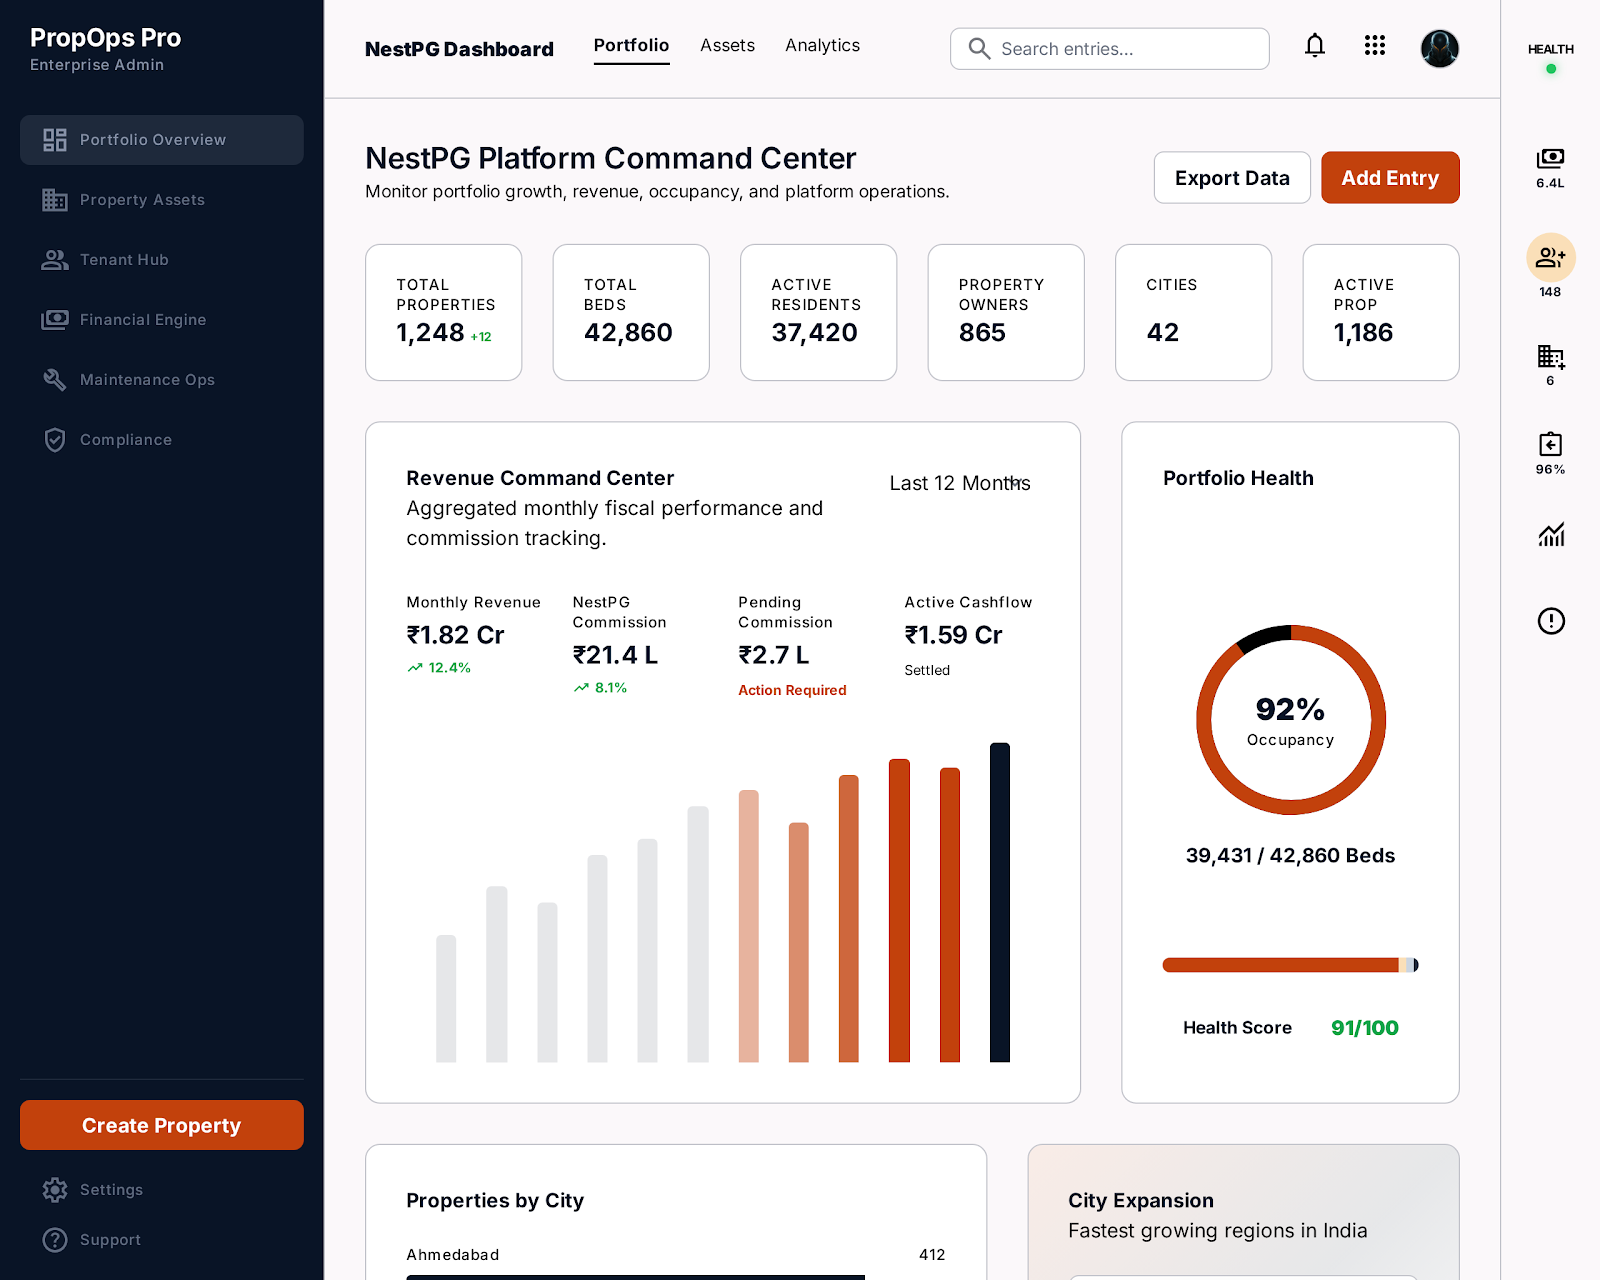 PropOps Pro
Enterprise Admin
Portfolio Overview
Property Assets
Tenant Hub
Financial Engine
Maintenance Ops
Compliance
Create Property
Settings
Support
NestPG Dashboard
Portfolio
Assets
Analytics
Search entries...
NestPG Platform Command Center
Monitor portfolio growth, revenue, occupancy, and platform operations.
Export Data
Add Entry
TOTAL
PROPERTIES
1,248 +12
TOTAL
BEDS
42,860
ACTIVE
RESIDENTS
37,420
PROPERTY
OWNERS
865
CITIES
42
ACTIVE
PROP
1,186
Revenue Command Center
Aggregated monthly fiscal performance and
commission tracking.
Last 12 Months
Monthly Revenue
₹1.82 Cr
12.4%
NestPG
Commission
₹21.4 L
8.1%
Pending
Commission
₹2.7 L
Action Required
Active Cashflow
₹1.59 Cr
Settled
Portfolio Health
92%
Occupancy
39,431 / 42,860 Beds
Health Score
91/100
Properties by City
Ahmedabad
412
City Expansion
Fastest growing regions in India
HEALTH
6.4L
148
6
96%